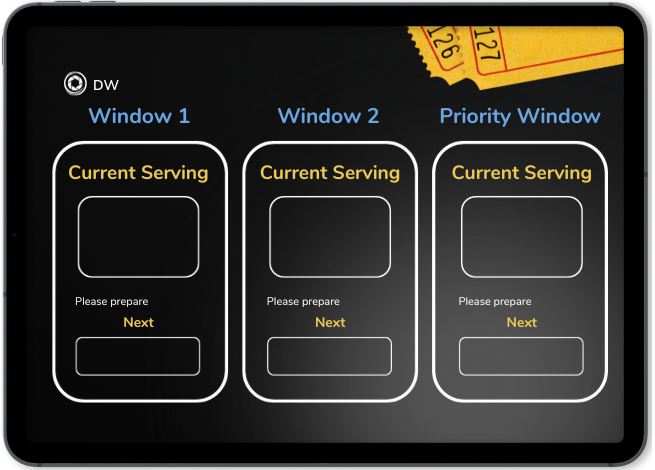 126
127
DW
Window 1
Window 2
Priority Window
Current Serving
Current Serving
Current Serving
Please prepare
Please prepare
Please prepare
Next
Next
Next